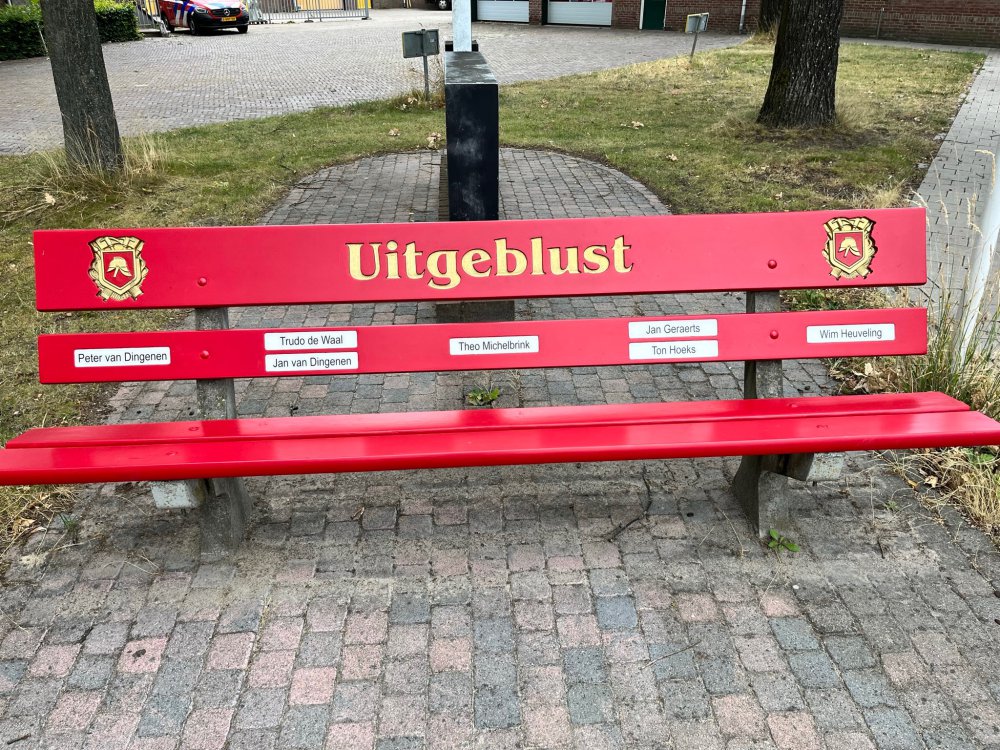 Uitgeblust
Peter van Dingenen
Trudo de Waal
Jan van Dingenen
Theo Michelbrink
Jan Geraerts
Ton Hoeks
Wim Heuveling